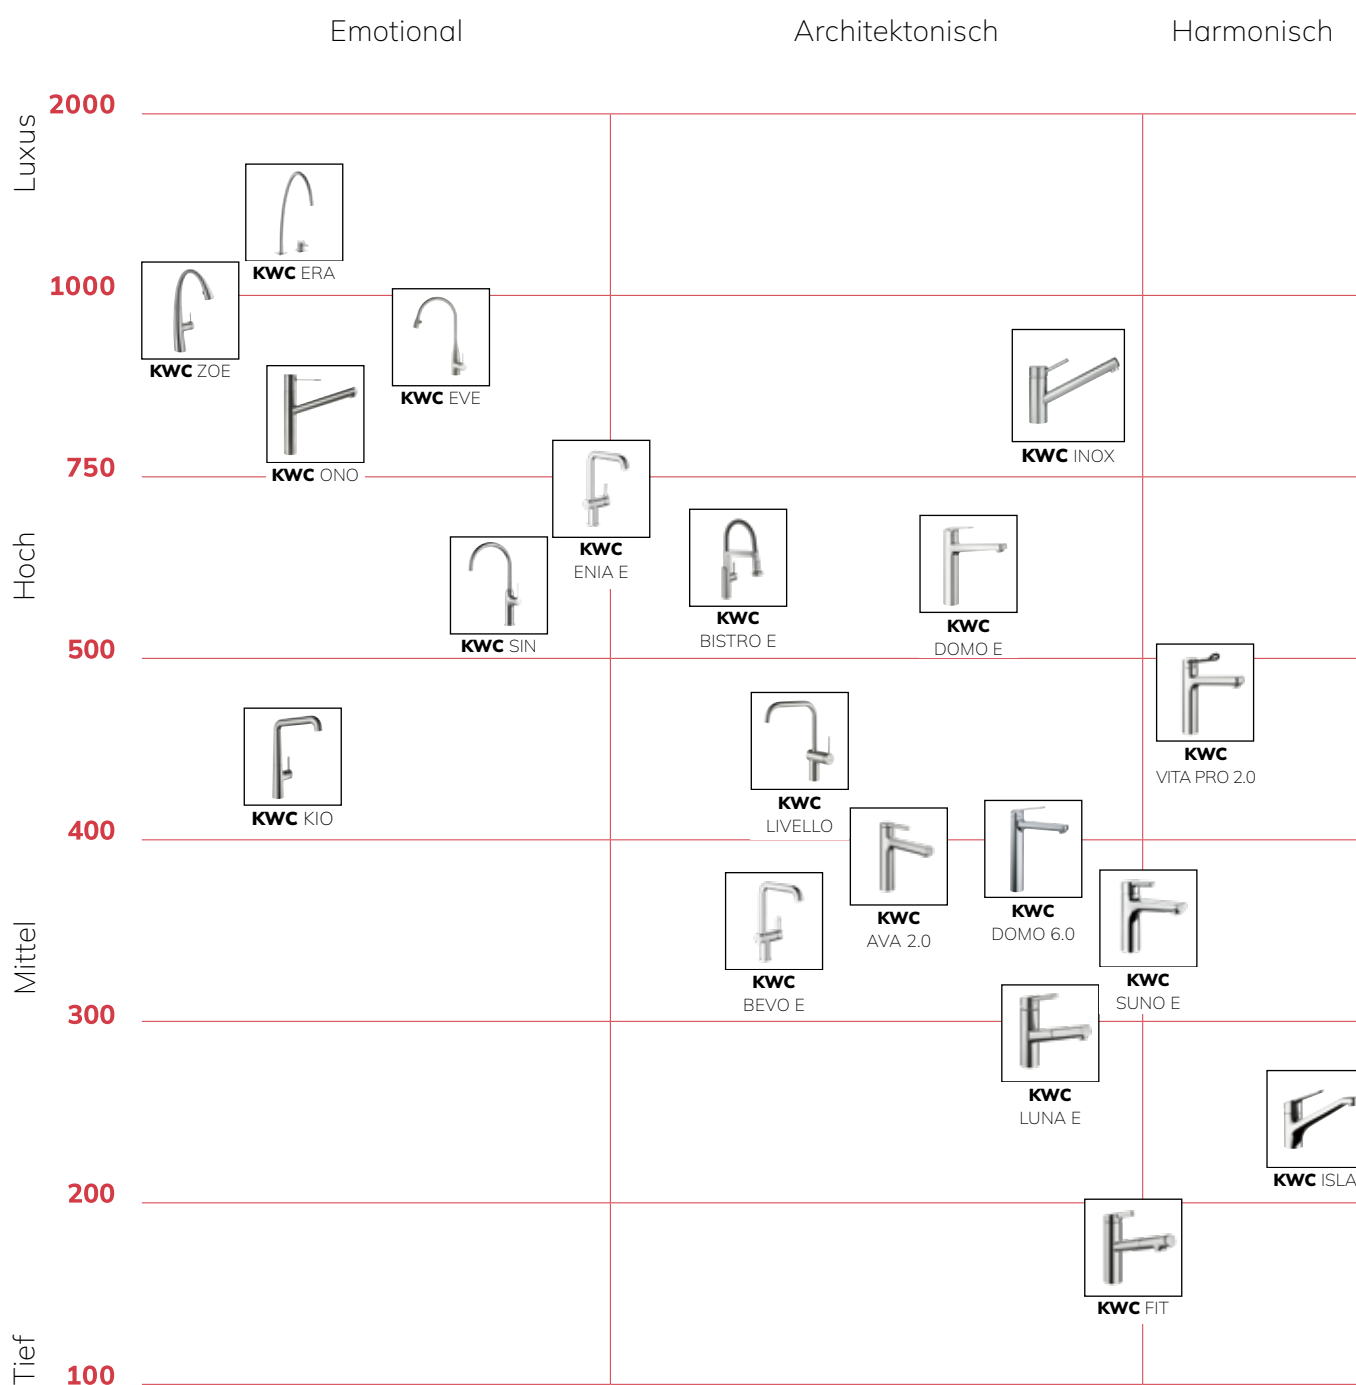 Emotional
Architektonisch
Harmonisch
Luxus
2000
KWC ERA
1000
KWC ZOE
KWC EVE
KWC INOX
750
KWC ONO
Hoch
KWC
ENIA E
KWC
BISTRO E
KWC
DOMO E
KWC SIN
500
KWC
VITA PRO 2.0
KWC KIO
KWC
LIVELLO
400
KWC
AVA 2.0
KWC
DOMO 6.0
Mittel
KWC
BEVO E
KWC
SUNO E
300
KWC
LUNA E
KWC ISLA
200
KWC FIT
Tief
100